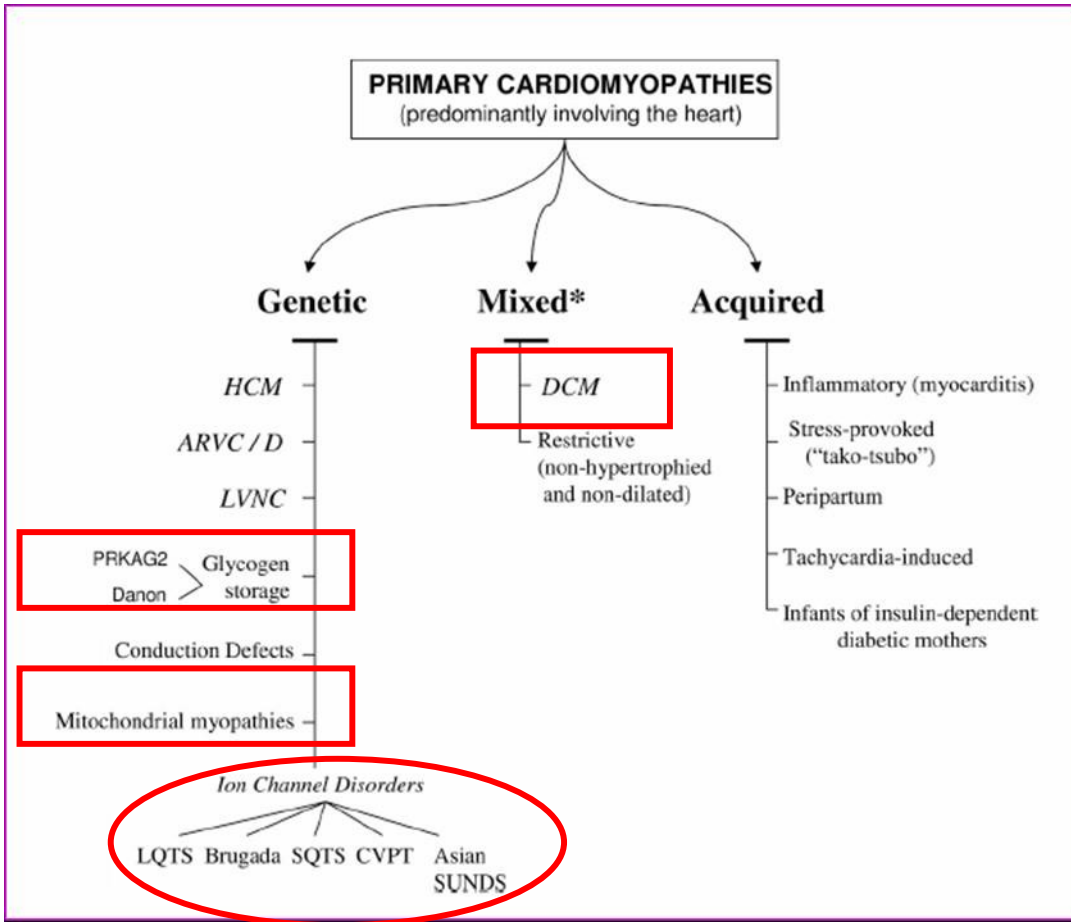 PRIMARY CARDIOMYOPATHIES
(predominantly involving the heart)
Genetic
HCM
ARVC / D
LVNC
PRKAG2
Danon
Glycogen
storage
Conduction Defects
Mitochondrial myopathies
Ion Channel Disorders
LQTS Brugada SQTS CVPT Asian
SUNDS
Mixed*
DCM
Restrictive
(non-hypertrophied
and non-dilated)
Acquired
Inflammatory (myocarditis)
Stress-provoked
(“tako-tsubo”)
Peripartum
Tachycardia-induced
Infants of insulin-dependent
diabetic mothers